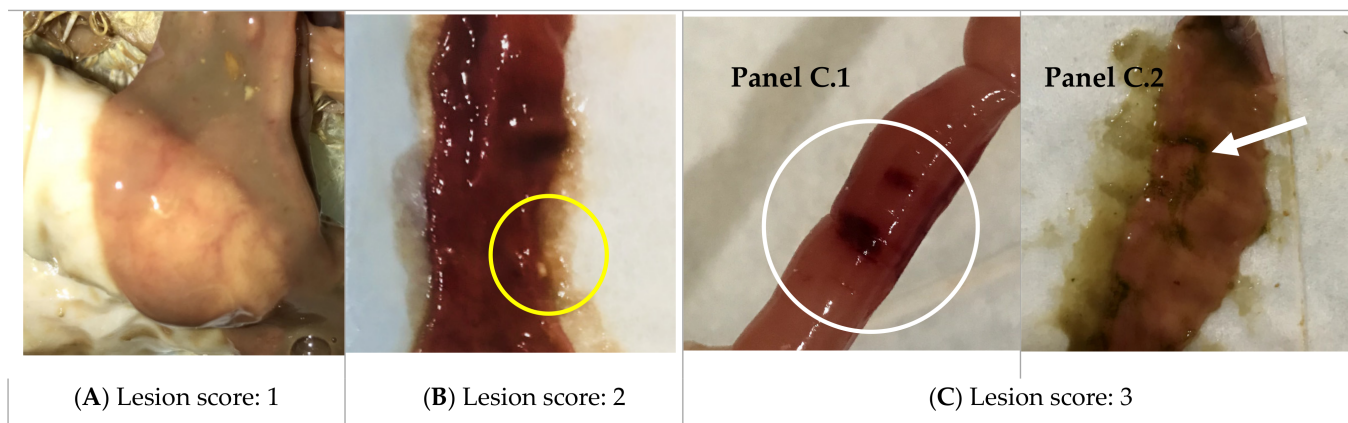 Panel C.1
Panel C.2
(A) Lesion score: 1
(B) Lesion score: 2
(C) Lesion score: 3